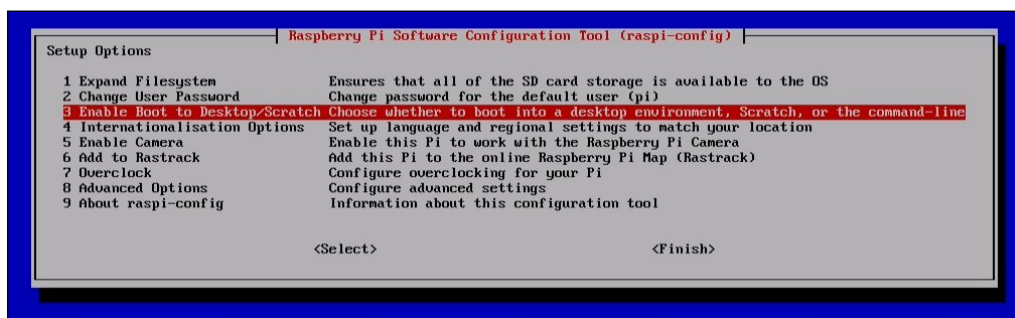 Raspberry Pi Software Configuration Tool (raspi-config)
Setup Options
1 Expand Filesystem Ensures that all of the SD card storage is available to the OS
2 Change User Password Change password for the default user (pi)
3 Enable Boot to Desktop/Scratch Choose whether to boot into a desktop environment, Scratch, or the command-line
4 Internationalisation Options Set up language and regional settings to match your location
5 Enable Camera Enable this Pi to work with the Raspberry Pi Camera
6 Add to Rastrack Add this Pi to the online Raspberry Pi Map (Rastrack)
7 Overclock Configure overclocking for your Pi
8 Advanced Options Configure advanced settings
9 About raspi-config Information about this configuration tool
<Select> <Finish>